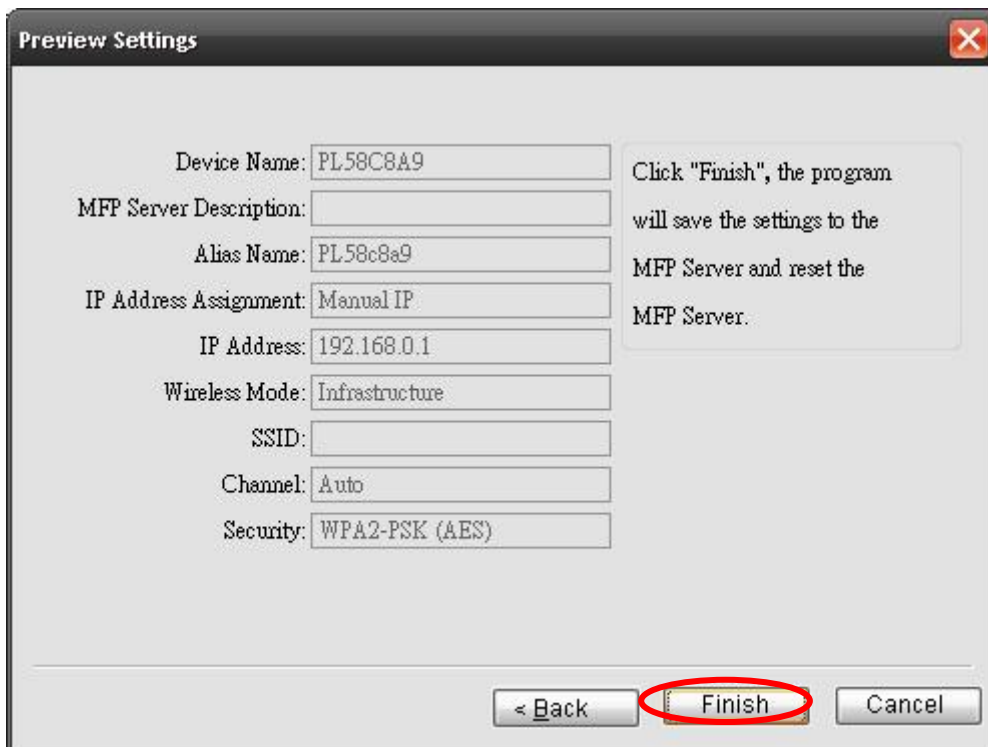 Preview Settings
Device Name: PL58C8A9
MFP Server Description:
Alias Name: PL58c8a9
IP Address Assignment: Manual IP
IP Address: 192.168.0.1
Wireless Mode: Infrastructure
SSID:
Channel: Auto
Security: WPA2-PSK (AES)
Click "Finish", the program
will save the settings to the
MFP Server and reset the
MFP Server.
< Back
Finish
Cancel